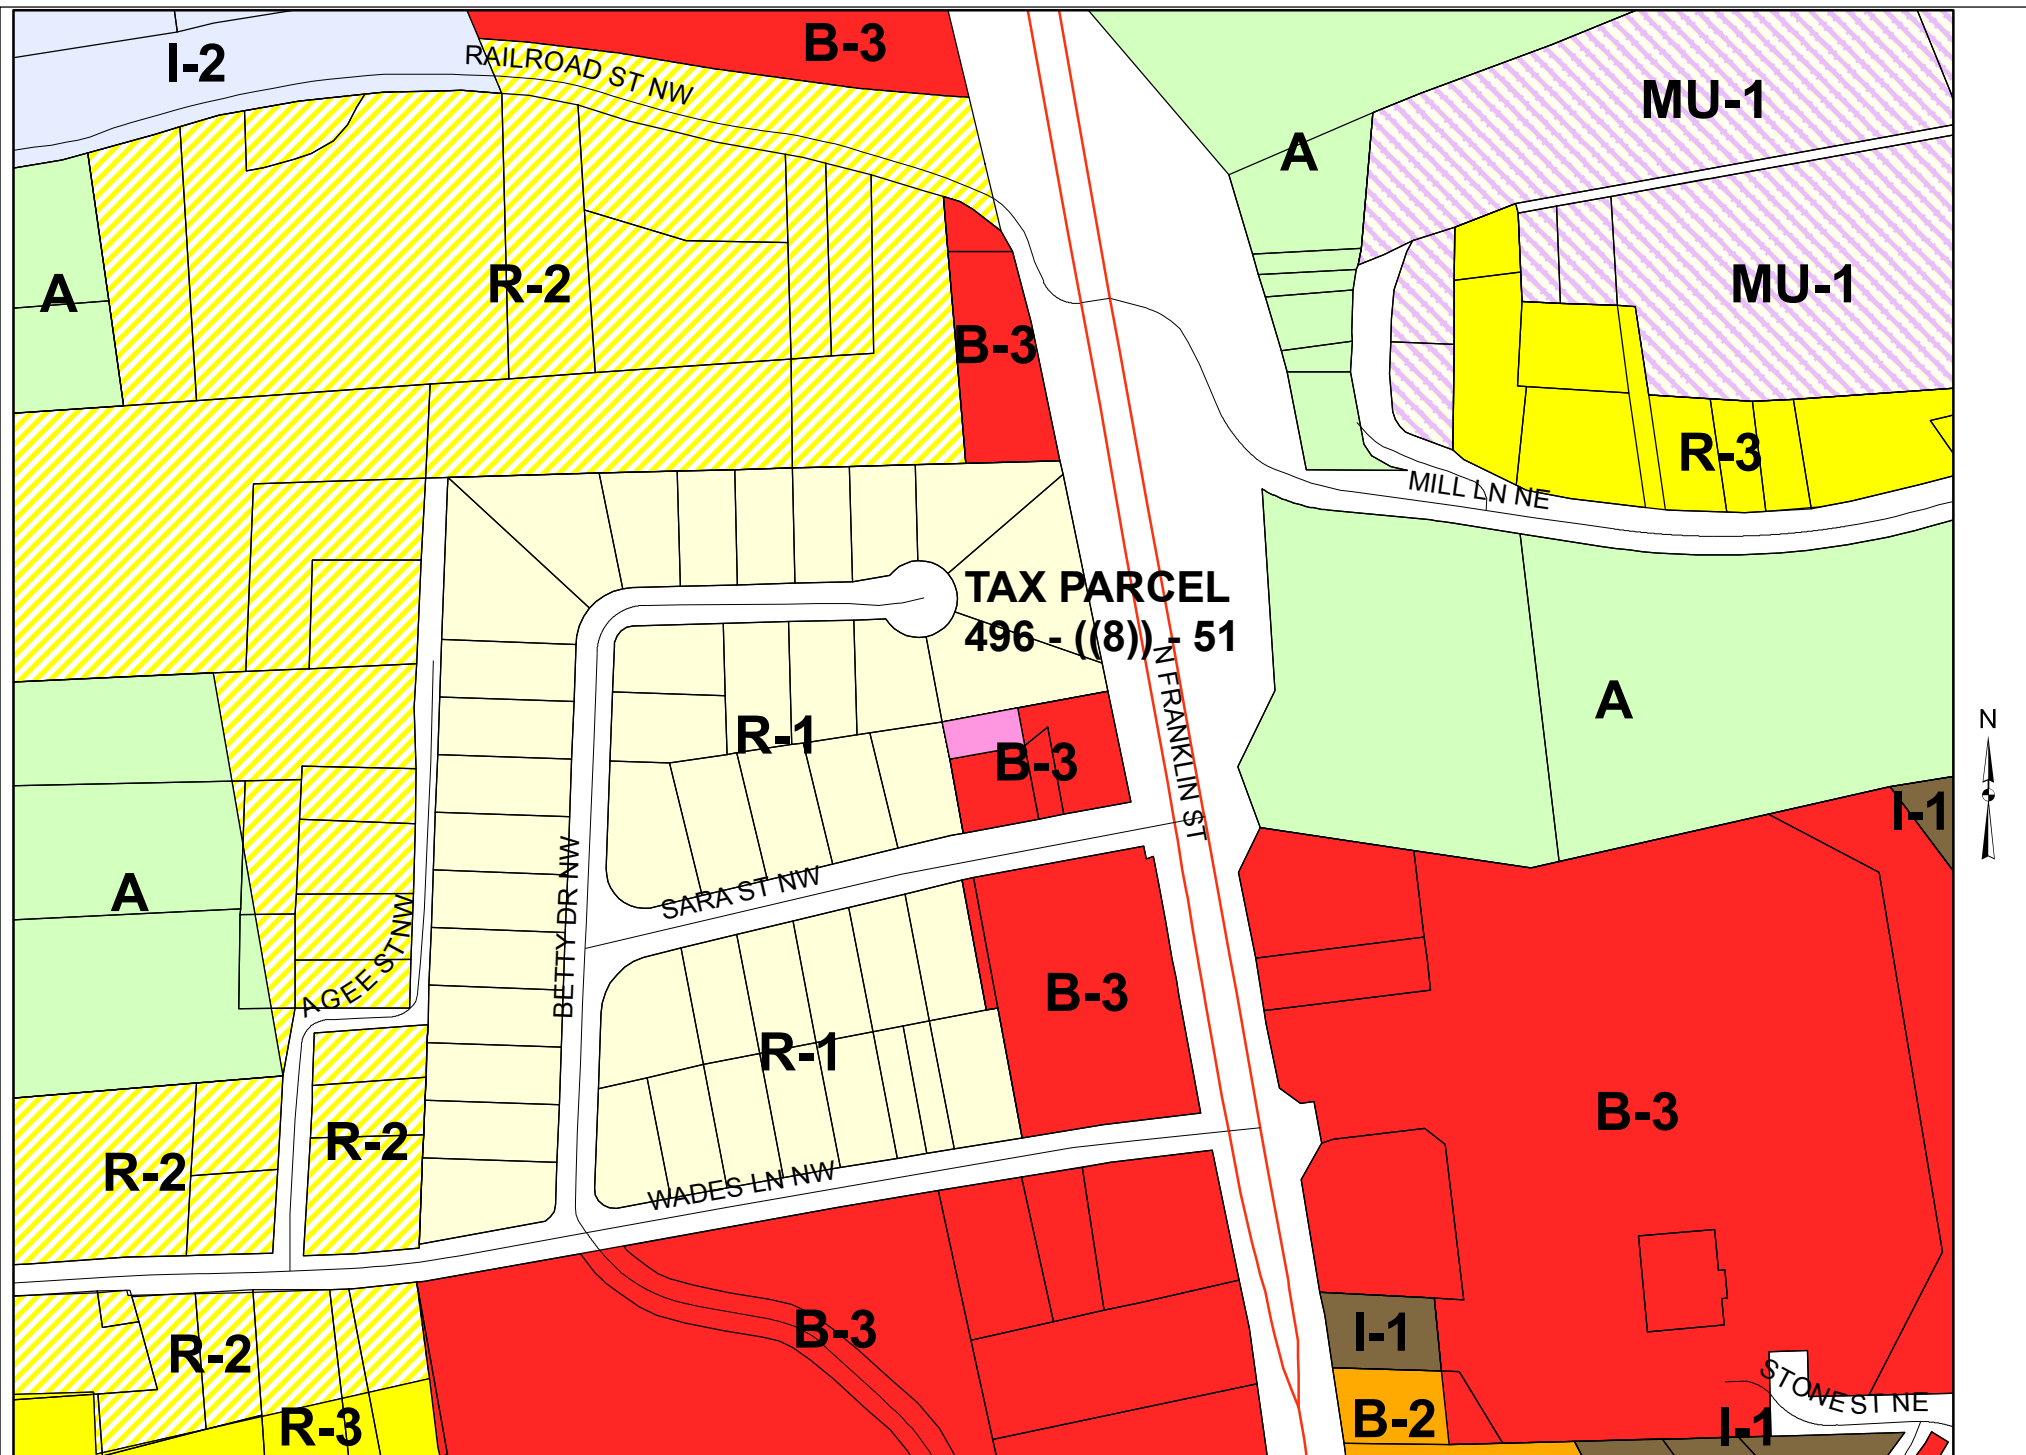 B-3
I-2
RAILROAD ST NW
MU-1
A
R-2
A
MU-1
B-3
R-3
MILL LN NE
TAX PARCEL
496 - ((8)) - 51
N FRANKLIN ST
A
N
R-1
B-3
I-1
A
BETTY DR NW
SARA ST NW
AGEE ST NW
B-3
R-1
B-3
R-2
R-2
WADES LN NW
B-3
I-1
R-2
STONE ST NE
R-3
B-2
I-1